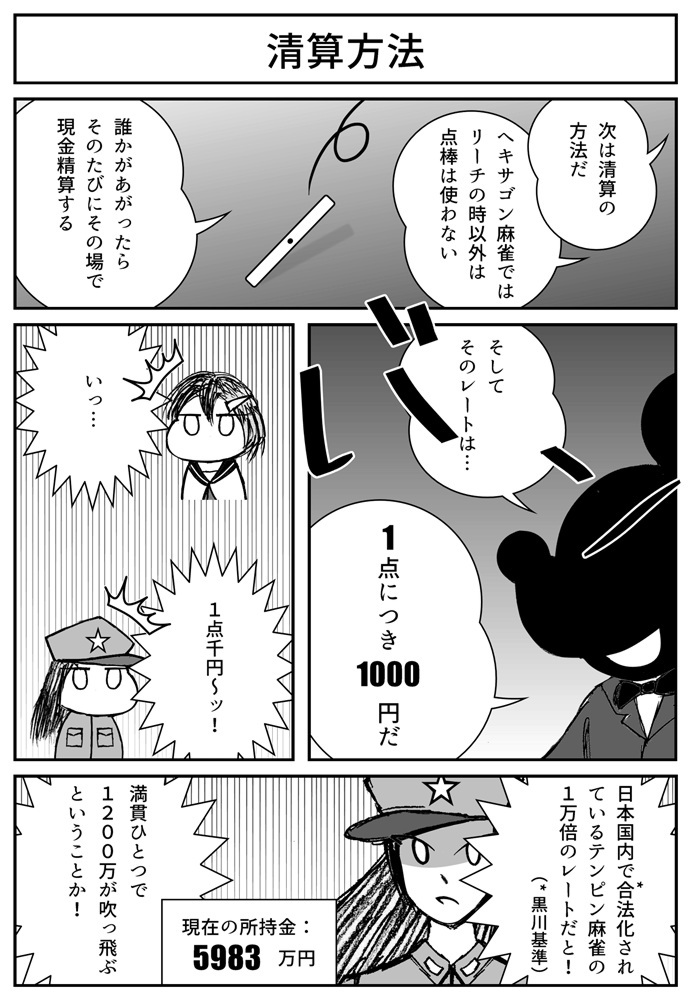 清算方法
次は清算の
方法だ
ヘキサゴン麻雀では
リーチの時以外は
点棒は使わない
誰かがあがったら
そのたびにその場で
現金精算する
そして
そのレートは…
1
点につき
1000
円だ
いっ…
１点千円～ッ！
日本国内で合法化され
*
ているテンピン麻雀の
１万倍のレートだと！
（*黒川基準）
満貫ひとつで
１２００万が吹っ飛ぶ
ということか！
現在の所持金：
5983 万円